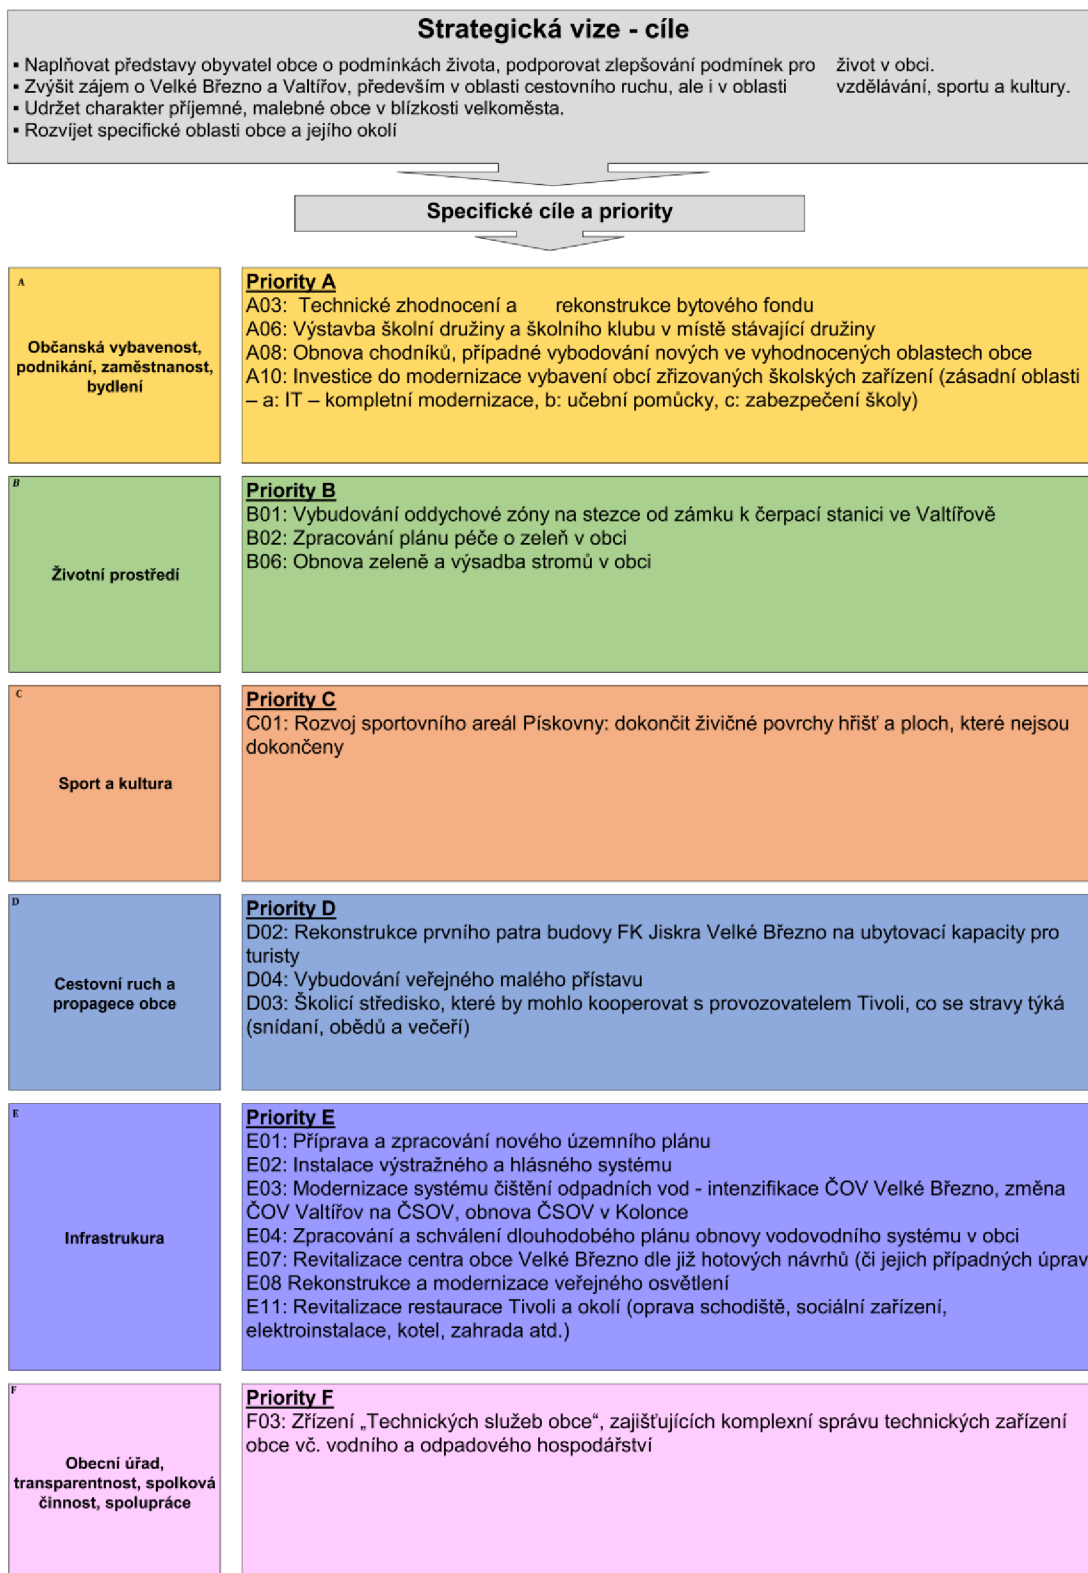 Strategická vize - cíle
▪ Naplňovat představy obyvatel obce o podmínkách života, podporovat zlepšování podmínek pro život v obci.
▪ Zvýšit zájem o Velké Březno a Valtířov, především v oblasti cestovního ruchu, ale i v oblasti vzdělávání, sportu a kultury.
▪ Udržet charakter příjemné, malebné obce v blízkosti velkoměsta.
▪ Rozvíjet specifické oblasti obce a jejího okolí
Specifické cíle a priority
A
Občanská vybavenost,
podnikání, zaměstnanost,
bydlení
Priority A
A03: Technické zhodnocení a rekonstrukce bytového fondu
A06: Výstavba školní družiny a školního klubu v místě stávající družiny
A08: Obnova chodníků, případné vybodování nových ve vyhodnocených oblastech obce
A10: Investice do modernizace vybavení obcí zřizovaných školských zařízení (zásadní oblasti
– a: IT – kompletní modernizace, b: učební pomůcky, c: zabezpečení školy)
B
Životní prostředí
Priority B
B01: Vybudování oddychové zóny na stezce od zámku k čerpací stanici ve Valtířově
B02: Zpracování plánu péče o zeleň v obci
B06: Obnova zeleně a výsadba stromů v obci
C
Sport a kultura
Priority C
C01: Rozvoj sportovního areál Pískovny: dokončit živičné povrchy hřišť a ploch, které nejsou
dokončeny
D
Cestovní ruch a
propagece obce
Priority D
D02: Rekonstrukce prvního patra budovy FK Jiskra Velké Březno na ubytovací kapacity pro
turisty
D04: Vybudování veřejného malého přístavu
D03: Školicí středisko, které by mohlo kooperovat s provozovatelem Tivoli, co se stravy týká
(snídaní, obědů a večeří)
E
Infrastrukura
Priority E
E01: Příprava a zpracování nového územního plánu
E02: Instalace výstražného a hlásného systému
E03: Modernizace systému čištění odpadních vod - intenzifikace ČOV Velké Březno, změna
ČOV Valtířov na ČSOV, obnova ČSOV v Kolonce
E04: Zpracování a schválení dlouhodobého plánu obnovy vodovodního systému v obci
E07: Revitalizace centra obce Velké Březno dle již hotových návrhů (či jejich případných úprav
E08 Rekonstrukce a modernizace veřejného osvětlení
E11: Revitalizace restaurace Tivoli a okolí (oprava schodiště, sociální zařízení,
elektroinstalace, kotel, zahrada atd.)
F
Obecní úřad,
transparentnost, spolková
činnost, spolupráce
Priority F
F03: Zřízení „Technických služeb obce“, zajišťujících komplexní správu technických zařízení
obce vč. vodního a odpadového hospodářství